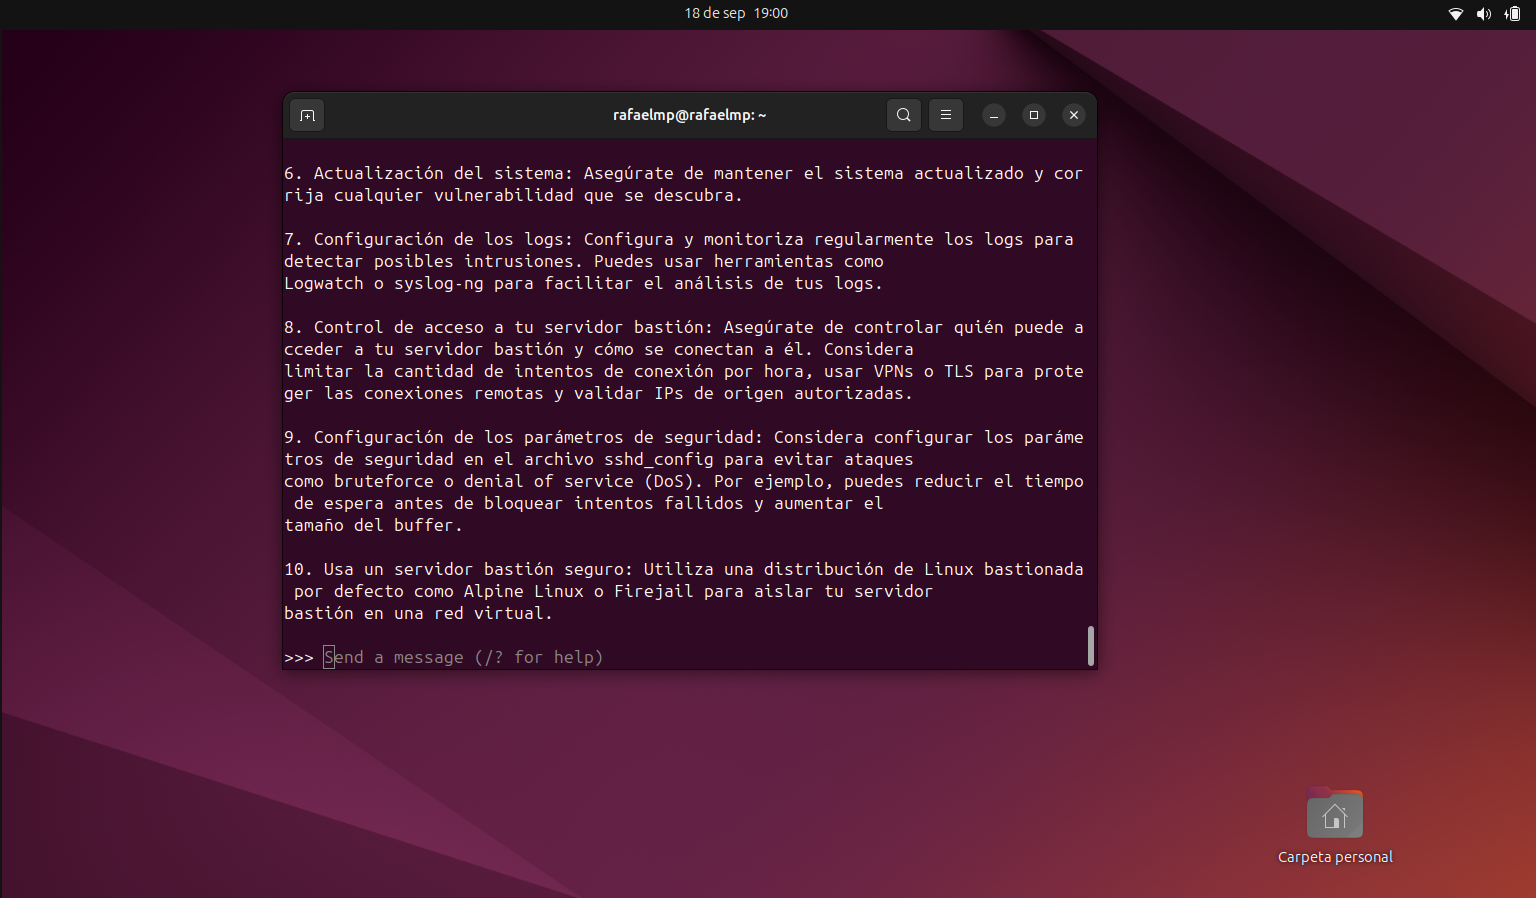 18 de sep 19:00
rafaelmp@rafaelmp: ~
6. Actualización del sistema: Asegúrate de mantener el sistema actualizado y cor
rija cualquier vulnerabilidad que se descubra.
7. Configuración de los logs: Configura y monitoriza regularmente los logs para
detectar posibles intrusiones. Puedes usar herramientas como
Logwatch o syslog-ng para facilitar el análisis de tus logs.
8. Control de acceso a tu servidor bastión: Asegúrate de controlar quién puede a
cceder a tu servidor bastión y cómo se conectan a él. Considera
limitar la cantidad de intentos de conexión por hora, usar VPNs o TLS para prote
ger las conexiones remotas y validar IPs de origen autorizadas.
9. Configuración de los parámetros de seguridad: Considera configurar los paráme
tros de seguridad en el archivo sshd_config para evitar ataques
como bruteforce o denial of service (DoS). Por ejemplo, puedes reducir el tiempo
de espera antes de bloquear intentos fallidos y aumentar el
tamaño del buffer.
10. Usa un servidor bastión seguro: Utiliza una distribución de Linux bastionada
por defecto como Alpine Linux o Firejail para aislar tu servidor
bastión en una red virtual.
>>> Send a message (/? for help)
Carpeta personal